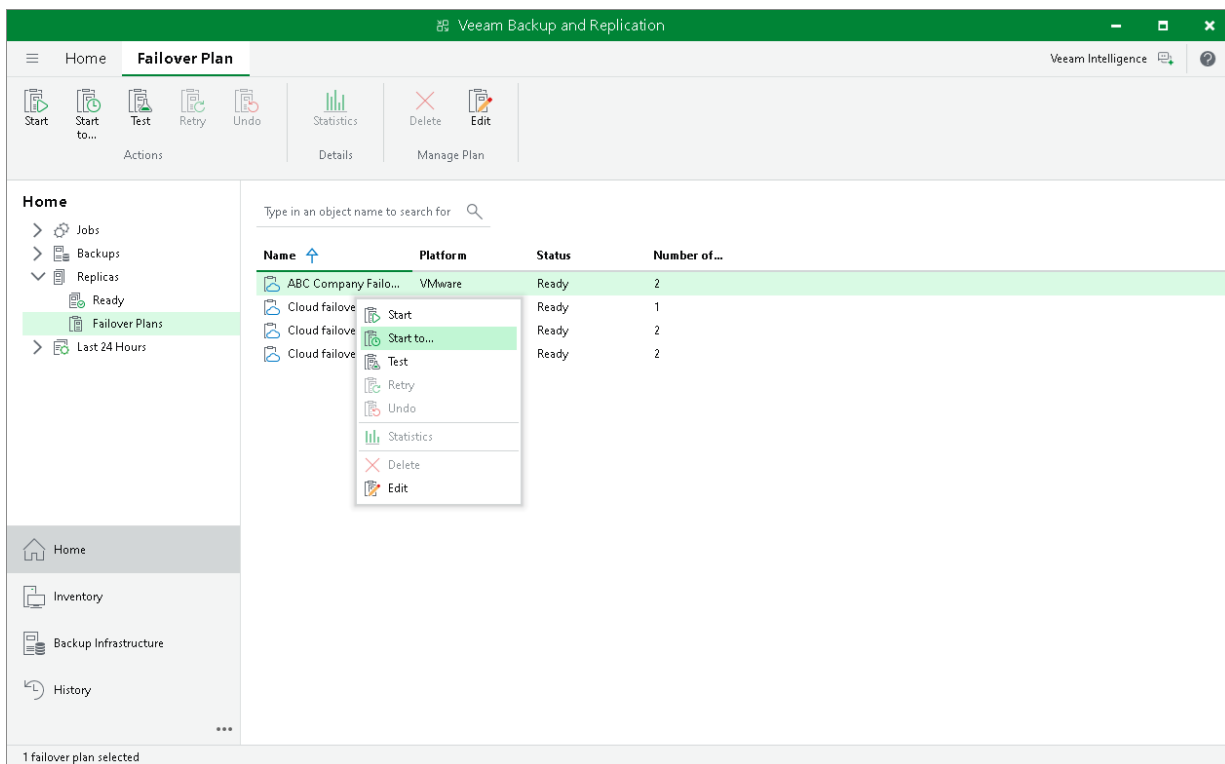 Veeam Backup and Replication
Home Failover Plan Veeam Intelligence
Start Start to... Test Retry Undo Statistics Delete Edit
Actions Details Manage Plan
Home
Jobs
Backups
Replicas
Ready
Failover Plans
Last 24 Hours
Type in an object name to search for
Name Platform Status Number of...
ABC Company Failo... VMware Ready 2
Cloud failove Ready 1
Cloud failove Ready 2
Cloud failove Ready 2
Start
Start to...
Test
Retry
Undo
Statistics
Delete
Edit
Home
Inventory
Backup Infrastructure
History
1 failover plan selected